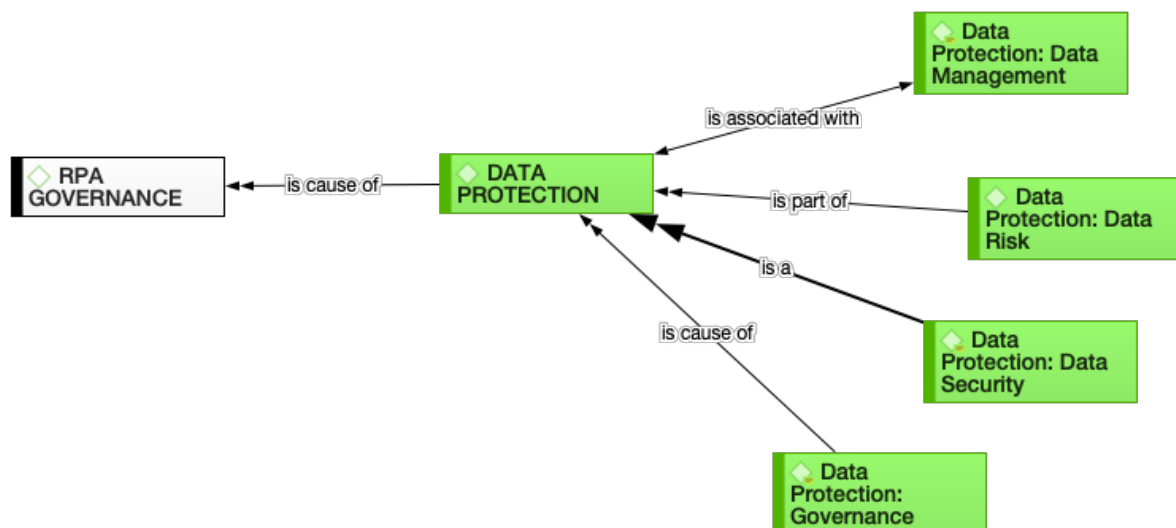 Data
Protection: Data
Management
is associated with
RPA
GOVERNANCE
is cause of
DATA
PROTECTION
is part of
Data
Protection: Data
Risk
is a
is cause of
Data
Protection: Data
Security
Data
Protection:
Governance